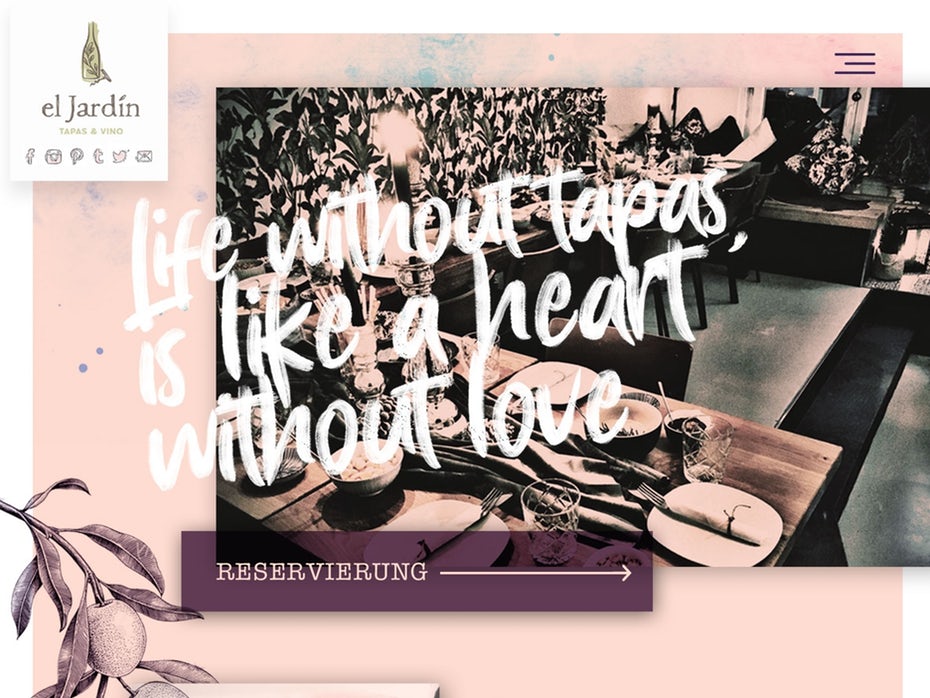 el Jardín
TAPAS & VINO
Life without tapas,
is like a heart
without love
RESERVIERUNG